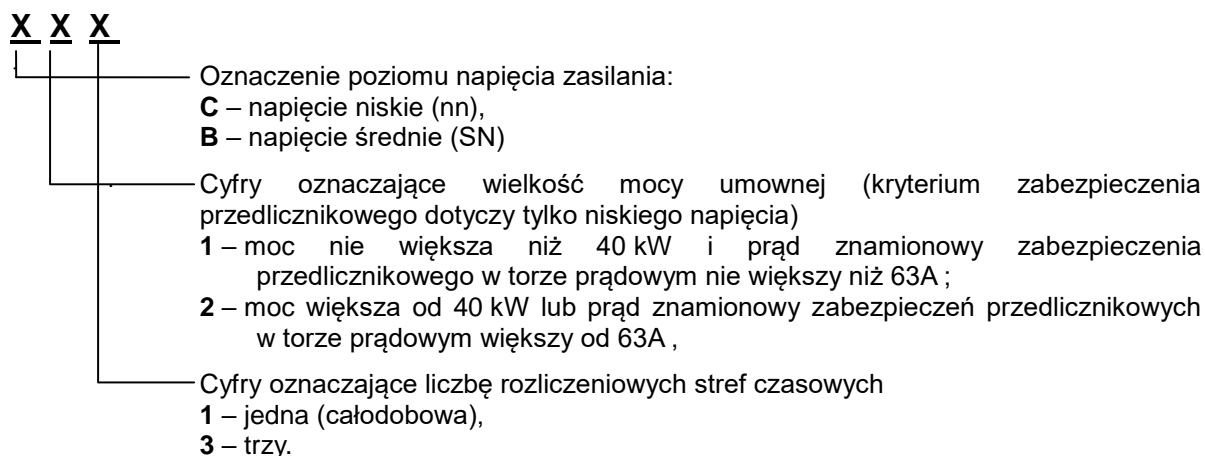 X X X
Oznaczenie poziomu napięcia zasilania:
C – napięcie niskie (nn),
B – napięcie średnie (SN)
Cyfry oznaczające wielkość mocy umownej (kryterium zabezpieczenia
przedlicznikowego dotyczy tylko niskiego napięcia)
1 – moc nie większa niż 40 kW i prąd znamionowy zabezpieczenia
przedlicznikowego w torze prądowym nie większy niż 63A ;
2 – moc większa od 40 kW lub prąd znamionowy zabezpieczeń przedlicznikowych
w torze prądowym większy od 63A ,
Cyfry oznaczające liczbę rozliczeniowych stref czasowych
1 – jedna (całodobowa),
3 – trzy.